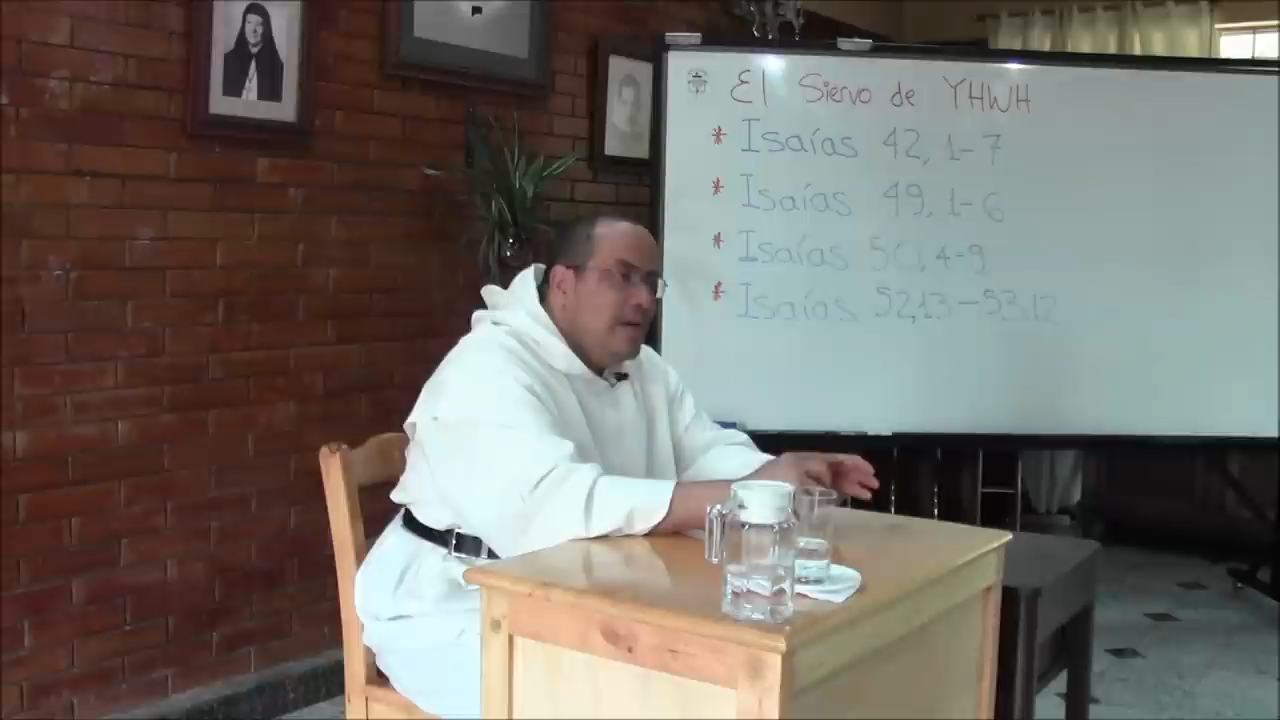 El Siervo de YHWH
* Isaías 42, 1-7
* Isaías 49, 1-6
* Isaías 50, 4-9
* Isaías 52,13-53,12